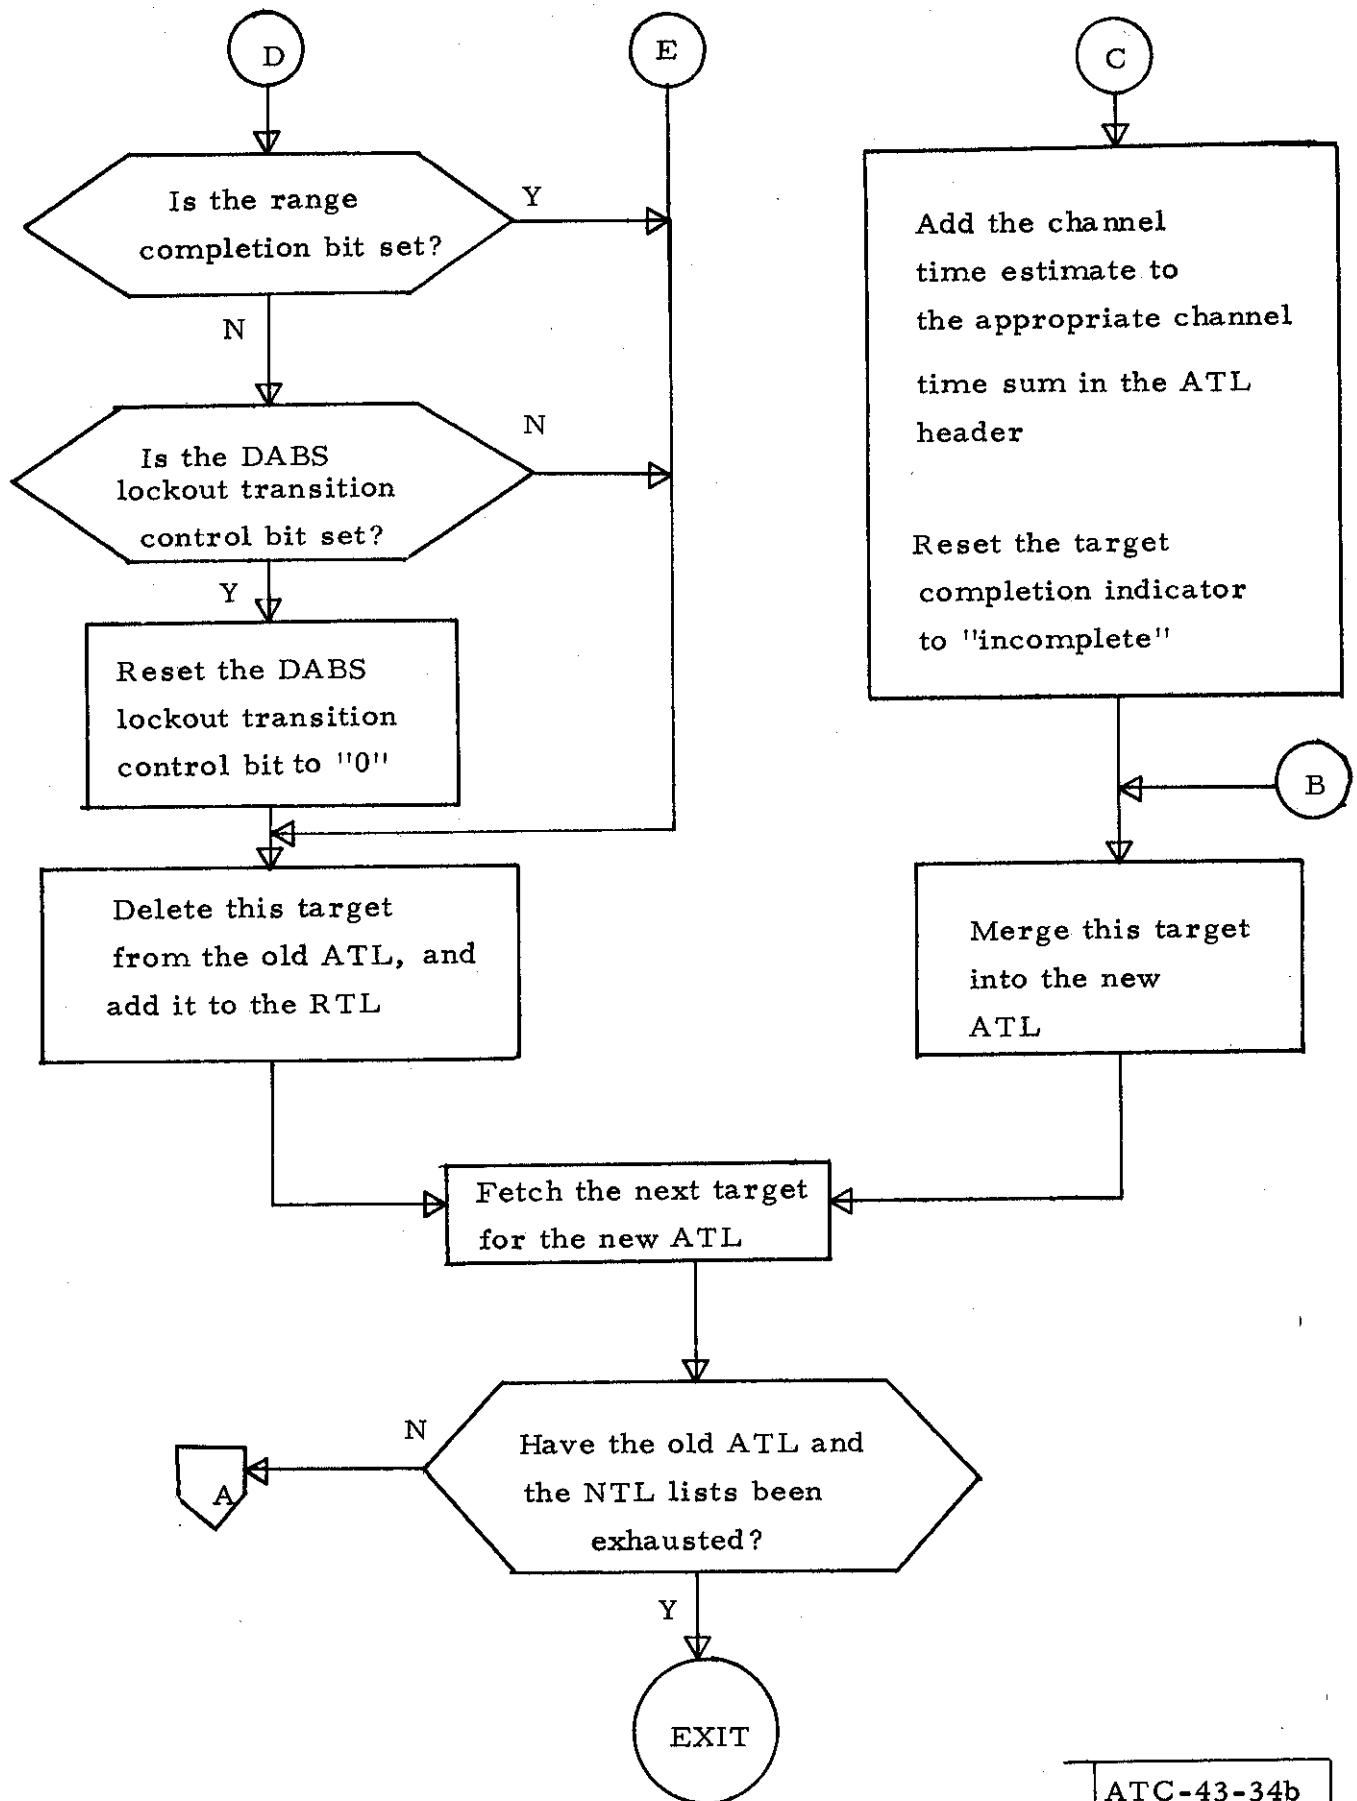 D
E
C
Is the range
completion bit set?
Y
N
Is the DABS
lockout transition
control bit set?
N
Y
Reset the DABS
lockout transition
control bit to "0"
Delete this target
from the old ATL, and
add it to the RTL
Add the channel
time estimate to
the appropriate channel
time sum in the ATL
header
Reset the target
completion indicator
to "incomplete"
B
Merge this target
into the new
ATL
Fetch the next target
for the new ATL
Have the old ATL and
the NTL lists been
exhausted?
N
A
Y
EXIT
ATC-43-34b